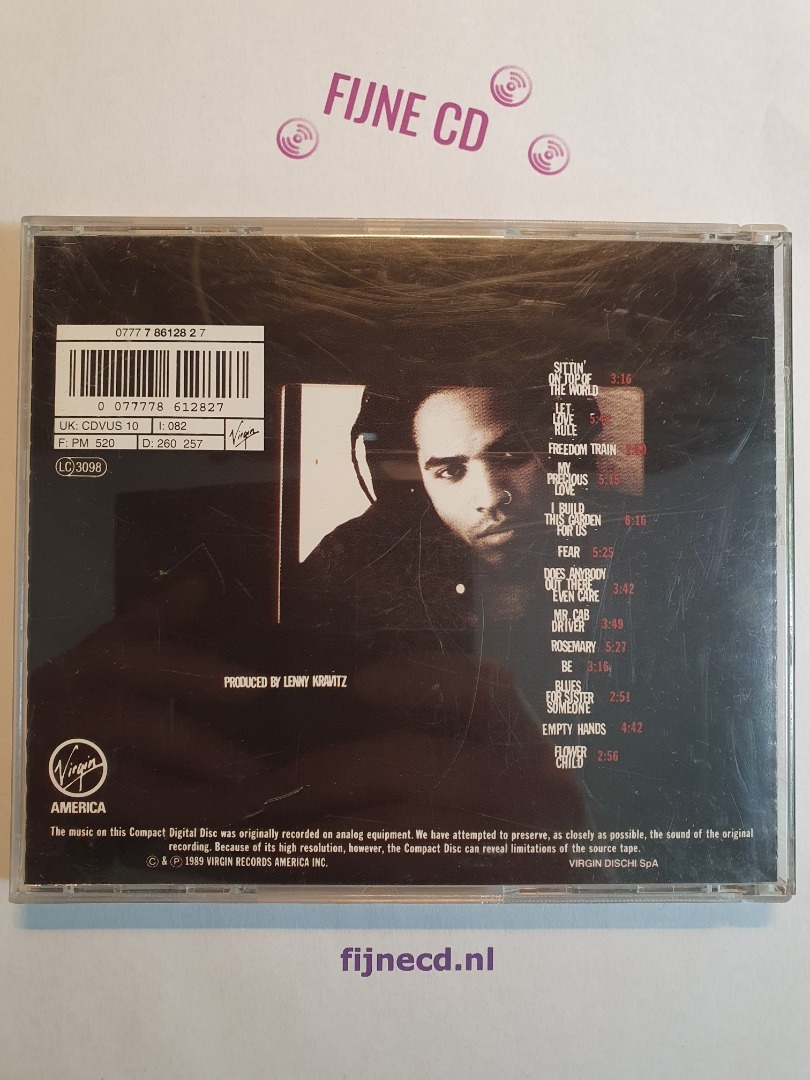 FIJNE CD
0777 7 86128 2 7
0 077778 612827
UK: CDVUS 10
I: 082
F: PM 520
D: 260 257
Virgin
LC 3098
SITTIN'
ON TOP OF
THE WORLD 3:16
LET
LOVE
RULE
FREEDOM TRAIN
MY
PRECIOUS
LOVE 5:15
I BUILD
THIS GARDEN
FOR US 6:16
FEAR 5:25
DOES ANYBODY
OUT THERE
EVEN CARE 3:42
MR. CAB
DRIVER 3:49
ROSEMARY 5:27
BE 3:16
BLUES
FOR SISTER
SOMEONE 2:51
EMPTY HANDS 4:42
FLOWER
CHILD 2:56
PRODUCED BY LENNY KRAVITZ
Virgin
AMERICA
The music on this Compact Digital Disc was originally recorded on analog equipment. We have attempted to preserve, as closely as possible, the sound of the original
recording. Because of its high resolution, however, the Compact Disc can reveal limitations of the source tape.
© & ℗ 1989 VIRGIN RECORDS AMERICA INC.
VIRGIN DISCHI SpA
fijnecd.nl